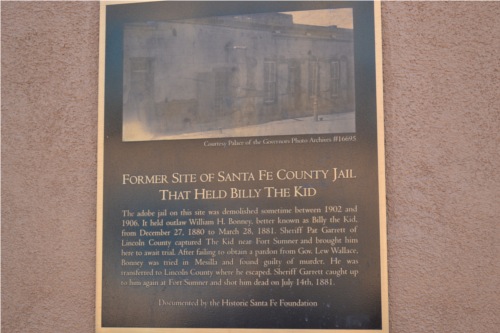 Courtesy Palace of the Governors Photo Archives #16695
FORMER SITE OF SANTA FE COUNTY JAIL
THAT HELD BILLY THE KID
The adobe jail on this site was demolished sometime between 1902 and
1906. It held outlaw William H. Bonney, better known as Billy the Kid,
from December 27, 1880 to March 28, 1881. Sheriff Pat Garrett of
Lincoln County captured The Kid near Fort Sumner and brought him
here to await trial. After failing to obtain a pardon from Gov. Lew Wallace,
Bonney was tried in Mesilla and found guilty of murder. He was
transferred to Lincoln County where he escaped. Sheriff Garrett caught up
to him again at Fort Sumner and shot him dead on July 14th, 1881.
Documented by the Historic Santa Fe Foundation